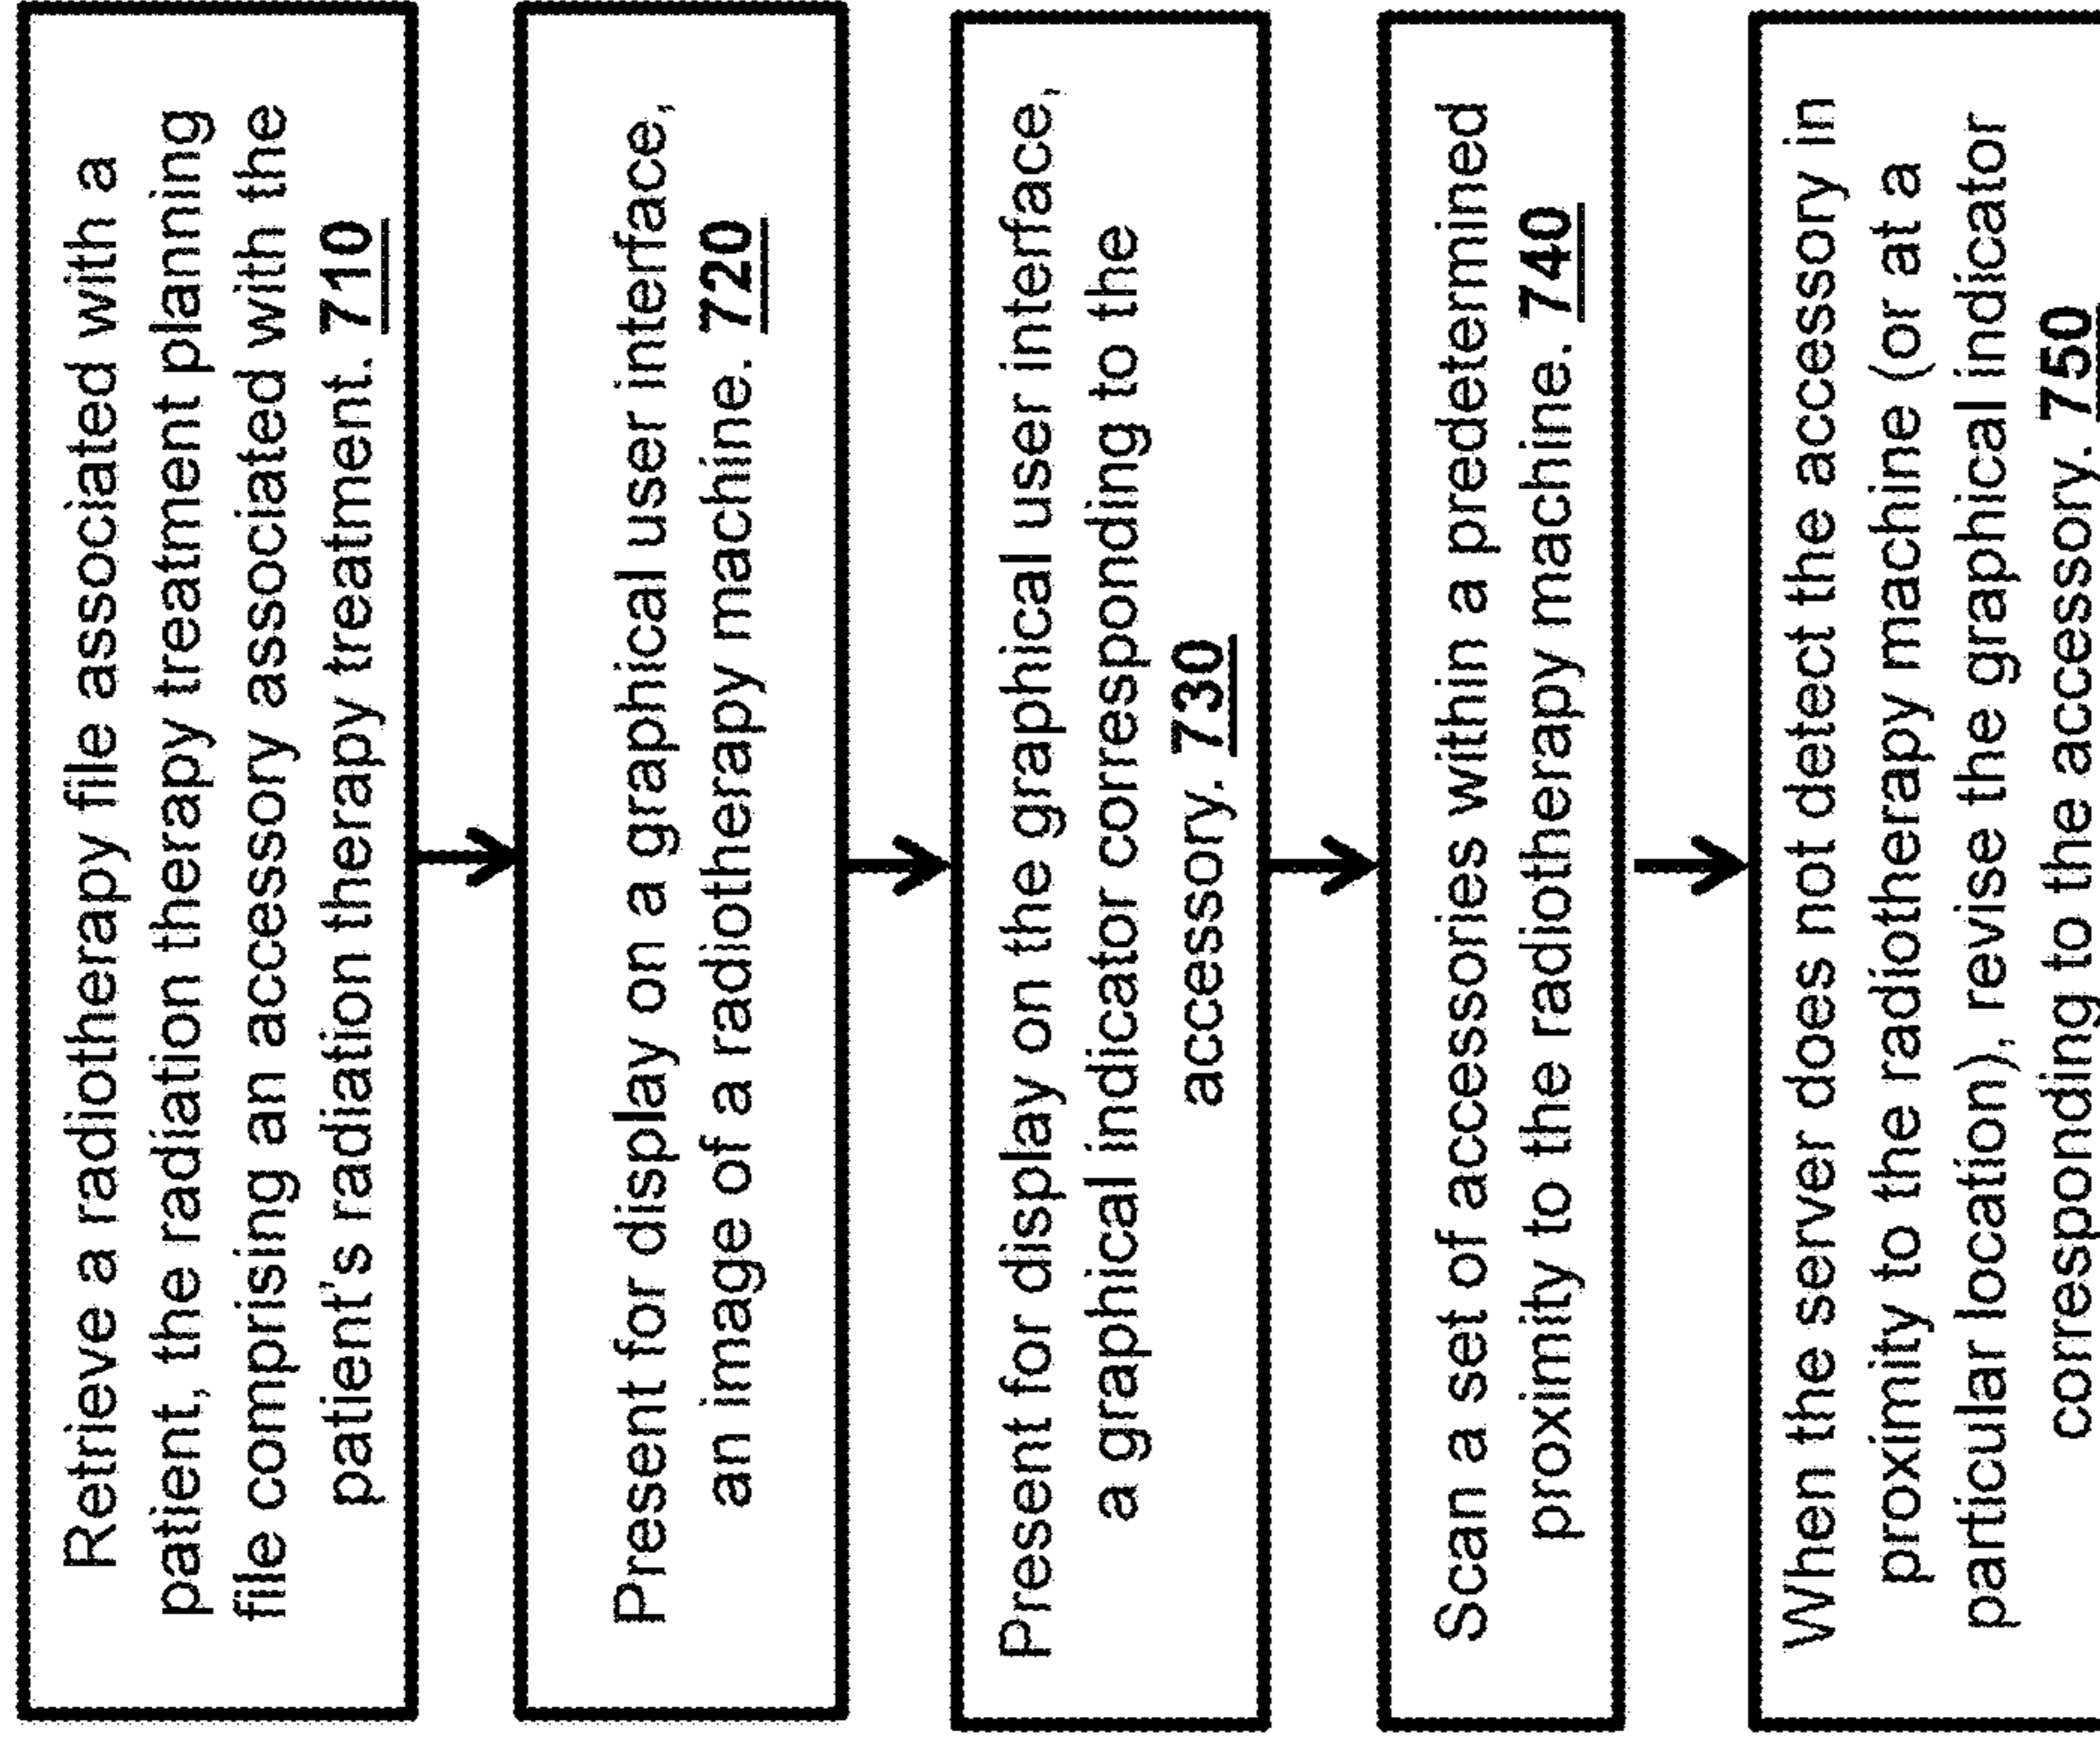 Retrieve a radiotherapy file associated with a
patient, the radiation therapy treatment planning
file comprising an accessory associated with the
patient's radiation therapy treatment. 710
Present for display on a graphical user interface,
an image of a radiotherapy machine. 720
Present for display on the graphical user interface,
a graphical indicator corresponding to the
accessory. 730
Scan a set of accessories within a predetermined
proximity to the radiotherapy machine. 740
When the server does not detect the accessory in
proximity to the radiotherapy machine (or at a
particular location), revise the graphical indicator
corresponding to the accessory. 750